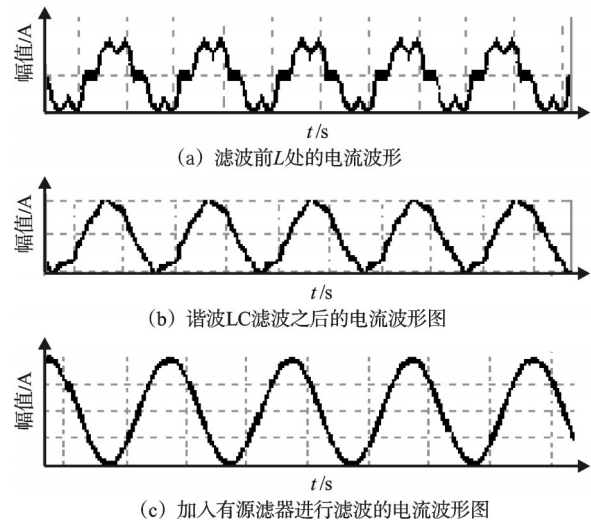 幅值/A
t/s
(a) 滤波前L处的电流波形
幅值/A
t/s
(b) 谐波LC滤波之后的电流波形图
幅值/A
t/s
(c) 加入有源滤器进行滤波的电流波形图